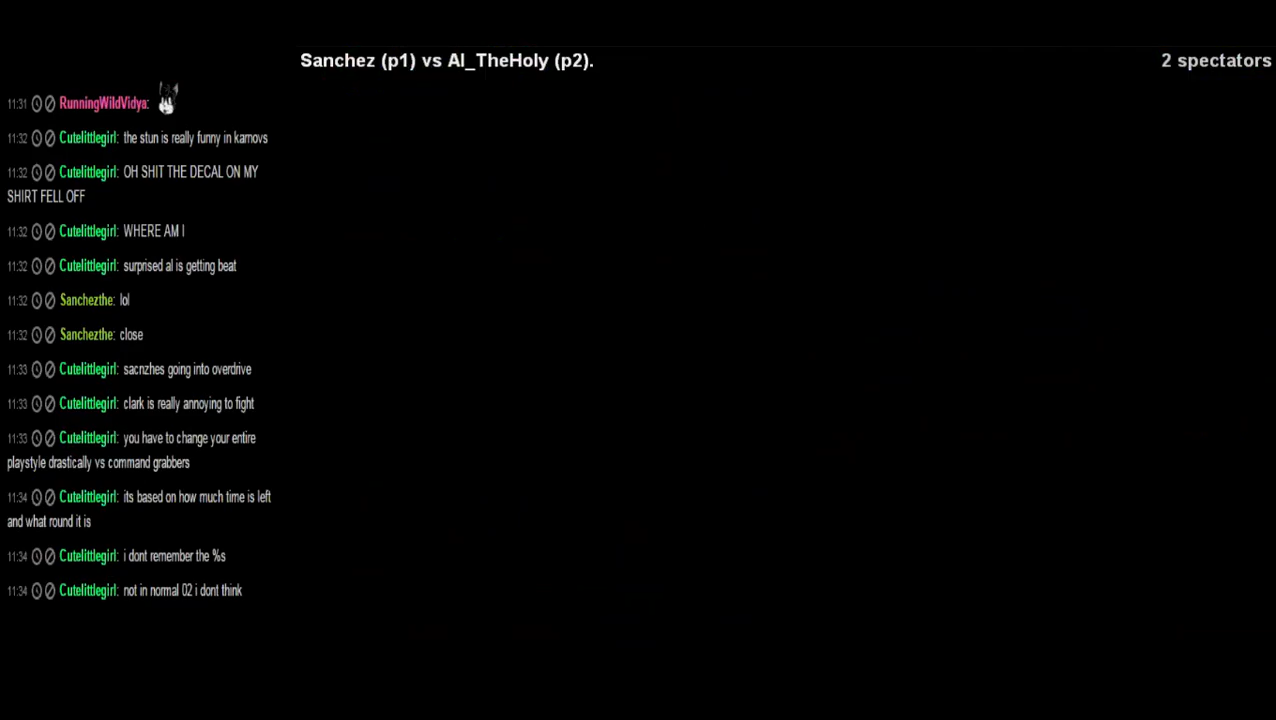 Sanchez (p1) vs Al_TheHoly (p2).
2 spectators
11:31 RunningWildVidya:
11:32 Cutelittlegirl: the stun is really funny in karnovs
11:32 Cutelittlegirl: OH SHIT THE DECAL ON MY
SHIRT FELL OFF
11:32 Cutelittlegirl: WHERE AM I
11:32 Cutelittlegirl: surprised al is getting beat
11:32 Sanchezthe: lol
11:32 Sanchezthe: close
11:33 Cutelittlegirl: sacnzhes going into overdrive
11:33 Cutelittlegirl: clark is really annoying to fight
11:33 Cutelittlegirl: you have to change your entire
playstyle drastically vs command grabbers
11:34 Cutelittlegirl: its based on how much time is left
and what round it is
11:34 Cutelittlegirl: i dont remember the %s
11:34 Cutelittlegirl: not in normal 02 i dont think